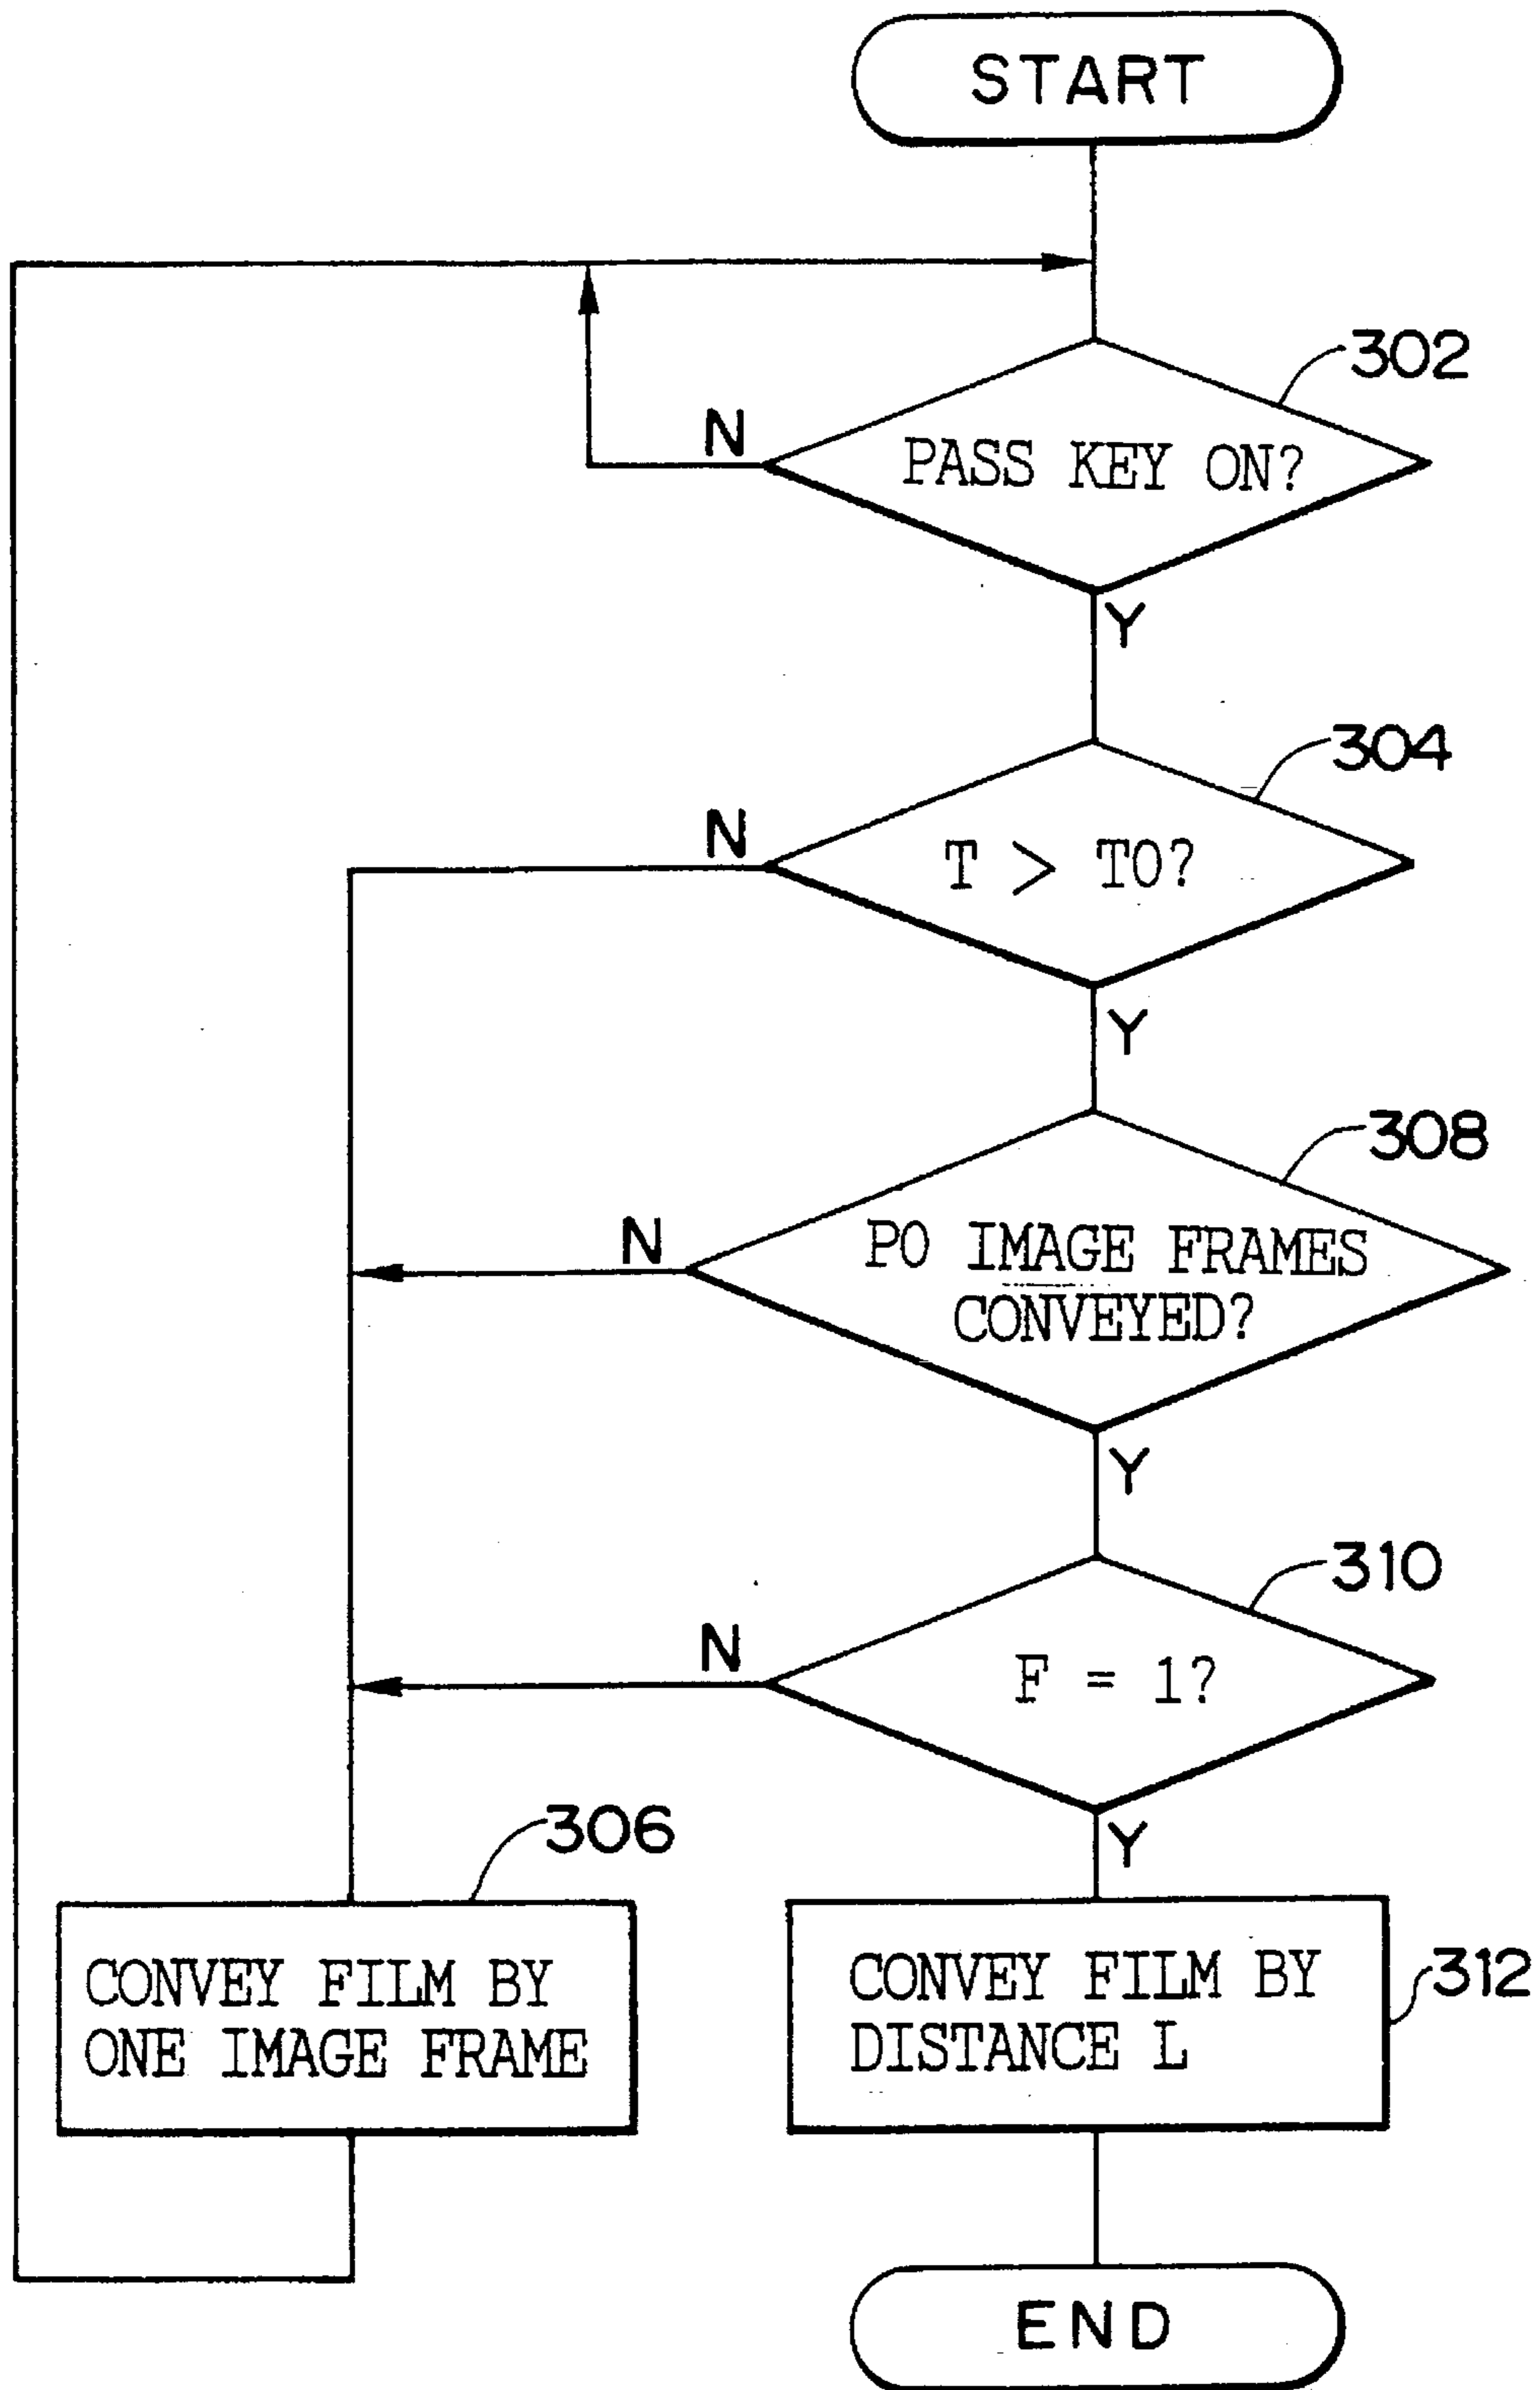 START
302
N
PASS KEY ON?
Y
304
N
T > T0?
Y
308
N
P0 IMAGE FRAMES
CONVEYED?
Y
310
N
F = 1?
Y
306
CONVEY FILM BY
ONE IMAGE FRAME
CONVEY FILM BY
DISTANCE L
312
END